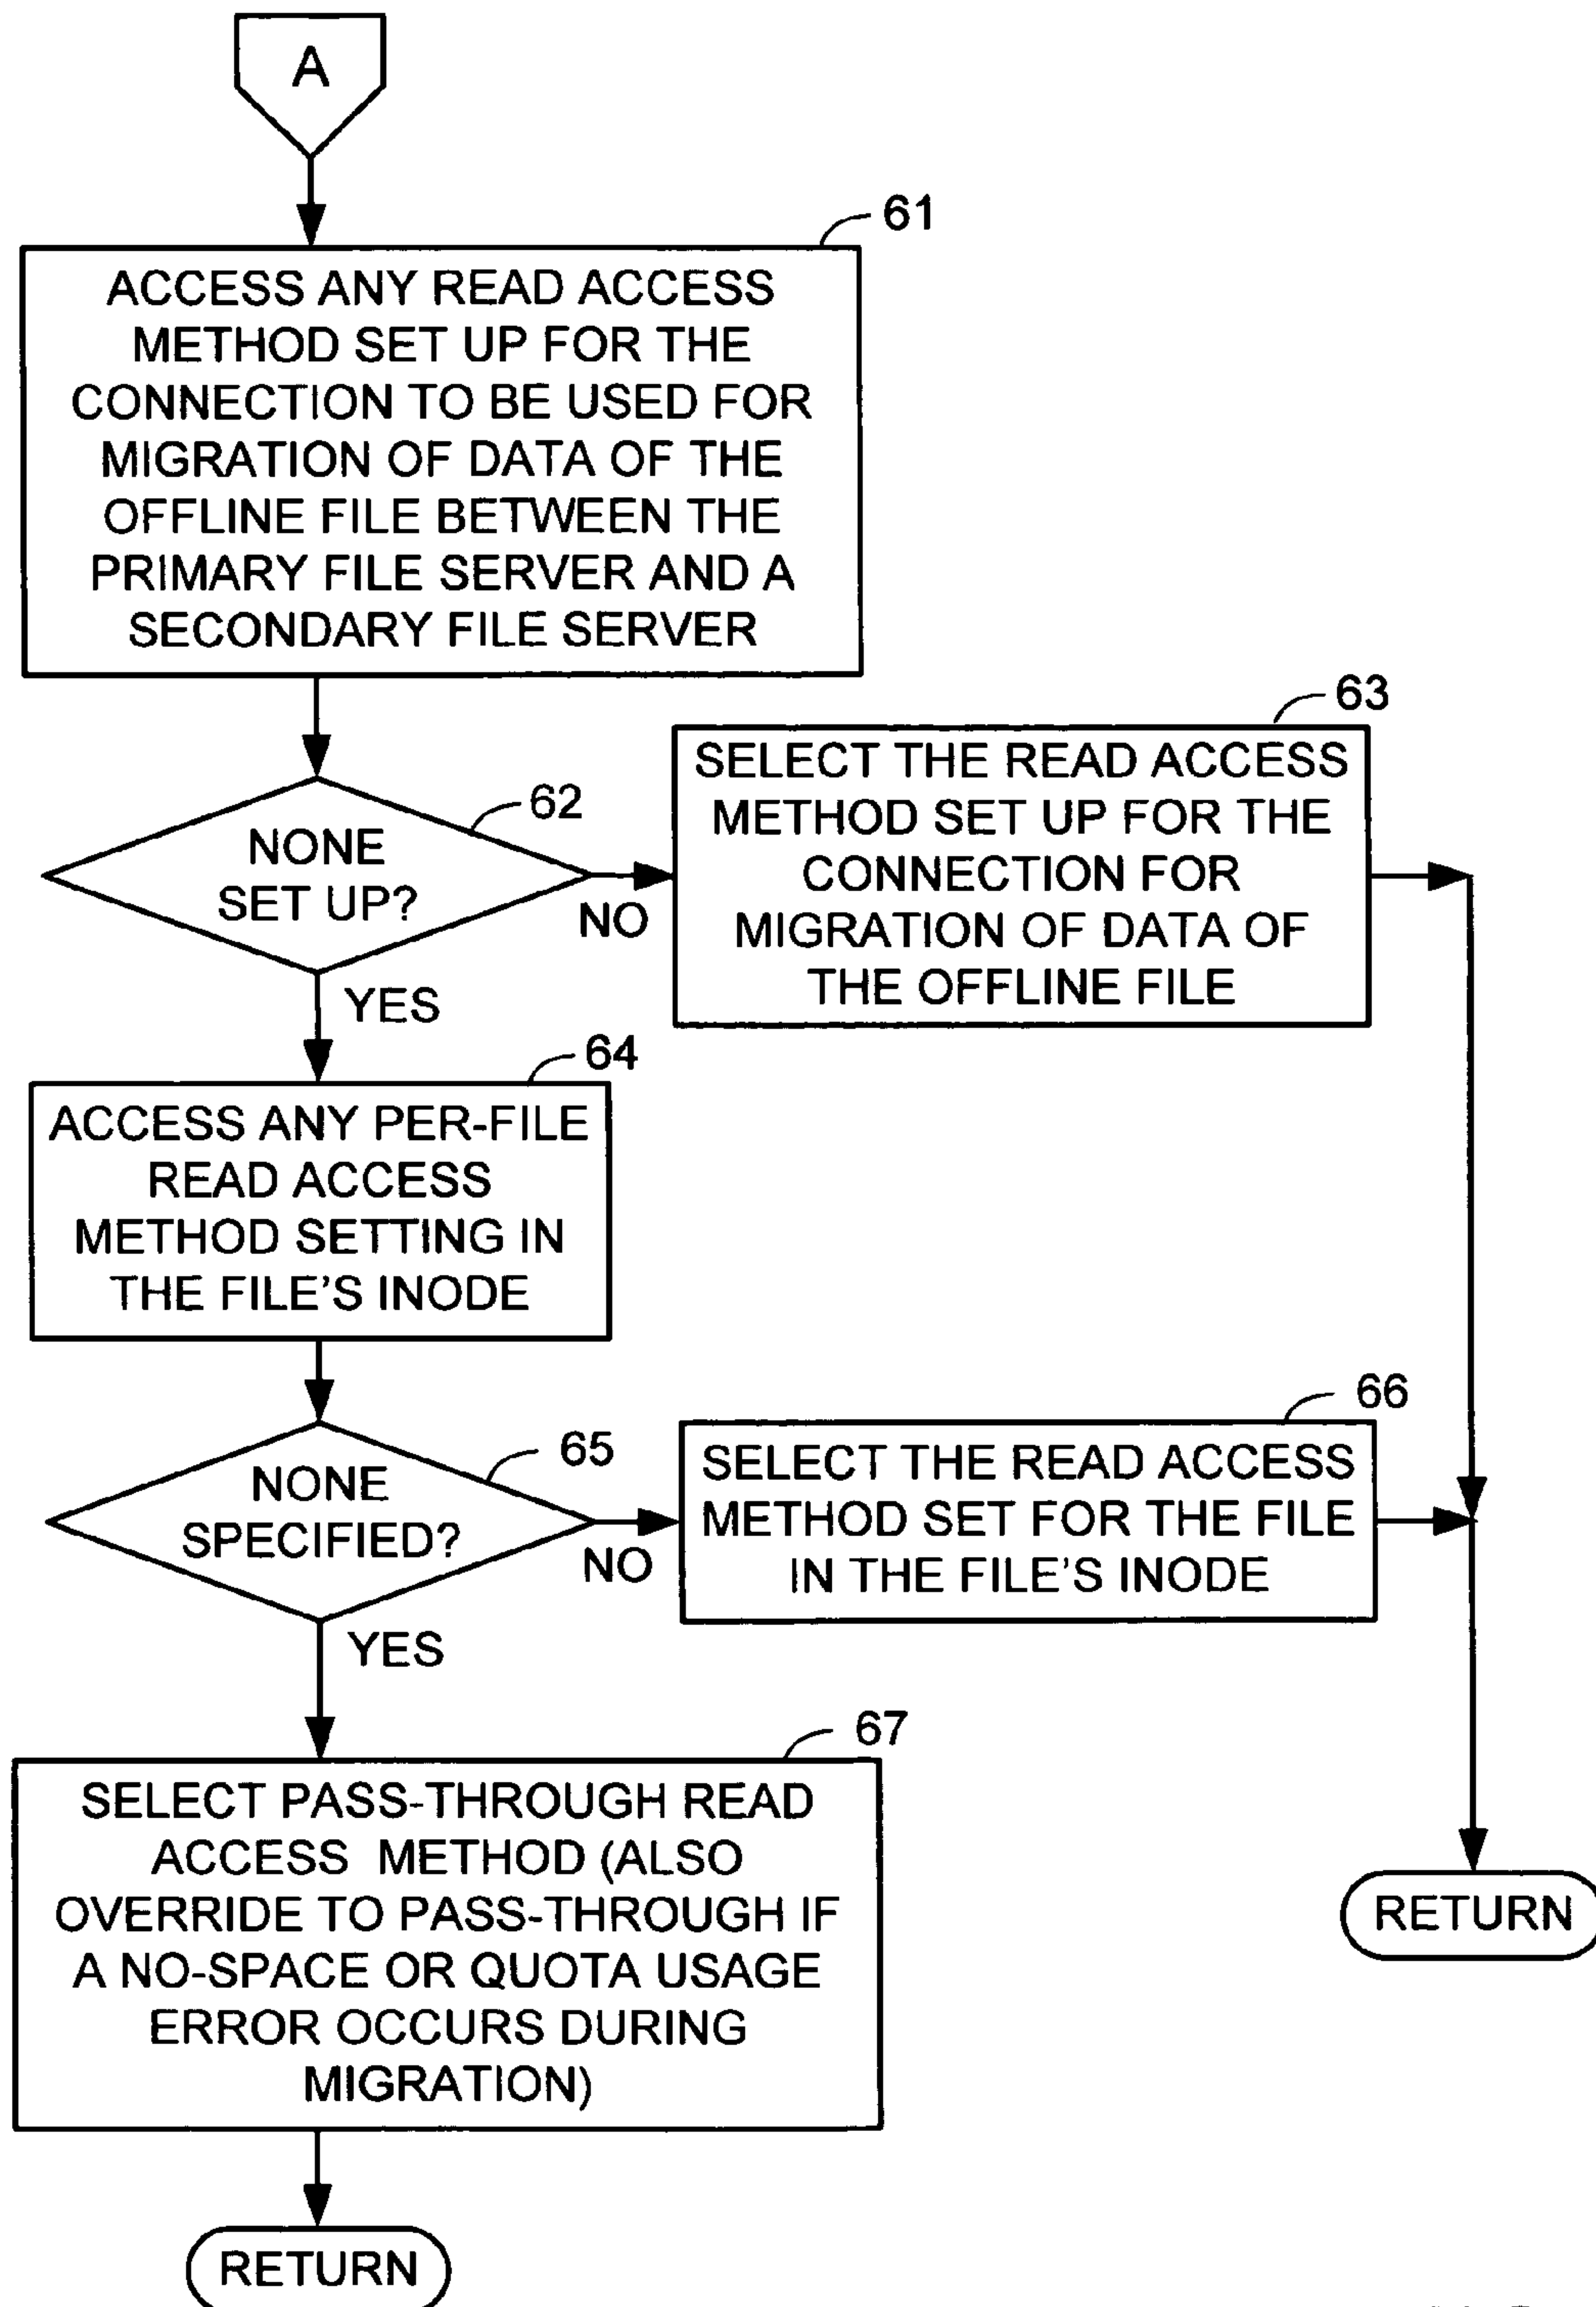 A
61
ACCESS ANY READ ACCESS
METHOD SET UP FOR THE
CONNECTION TO BE USED FOR
MIGRATION OF DATA OF THE
OFFLINE FILE BETWEEN THE
PRIMARY FILE SERVER AND A
SECONDARY FILE SERVER
62
NONE
SET UP?
NO
YES
63
SELECT THE READ ACCESS
METHOD SET UP FOR THE
CONNECTION FOR
MIGRATION OF DATA OF
THE OFFLINE FILE
64
ACCESS ANY PER-FILE
READ ACCESS
METHOD SETTING IN
THE FILE'S INODE
65
NONE
SPECIFIED?
NO
YES
66
SELECT THE READ ACCESS
METHOD SET FOR THE FILE
IN THE FILE'S INODE
67
SELECT PASS-THROUGH READ
ACCESS METHOD (ALSO
OVERRIDE TO PASS-THROUGH IF
A NO-SPACE OR QUOTA USAGE
ERROR OCCURS DURING
MIGRATION)
RETURN
RETURN